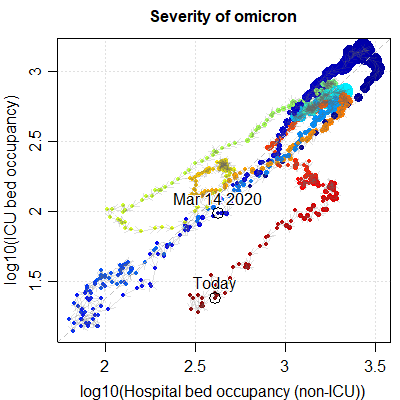 Severity of omicron
log10(ICU bed occupancy)
3
2.5
2
1.5
Mar 14 2020
Today
2
2.5
3
3.5
log10(Hospital bed occupancy (non-ICU))